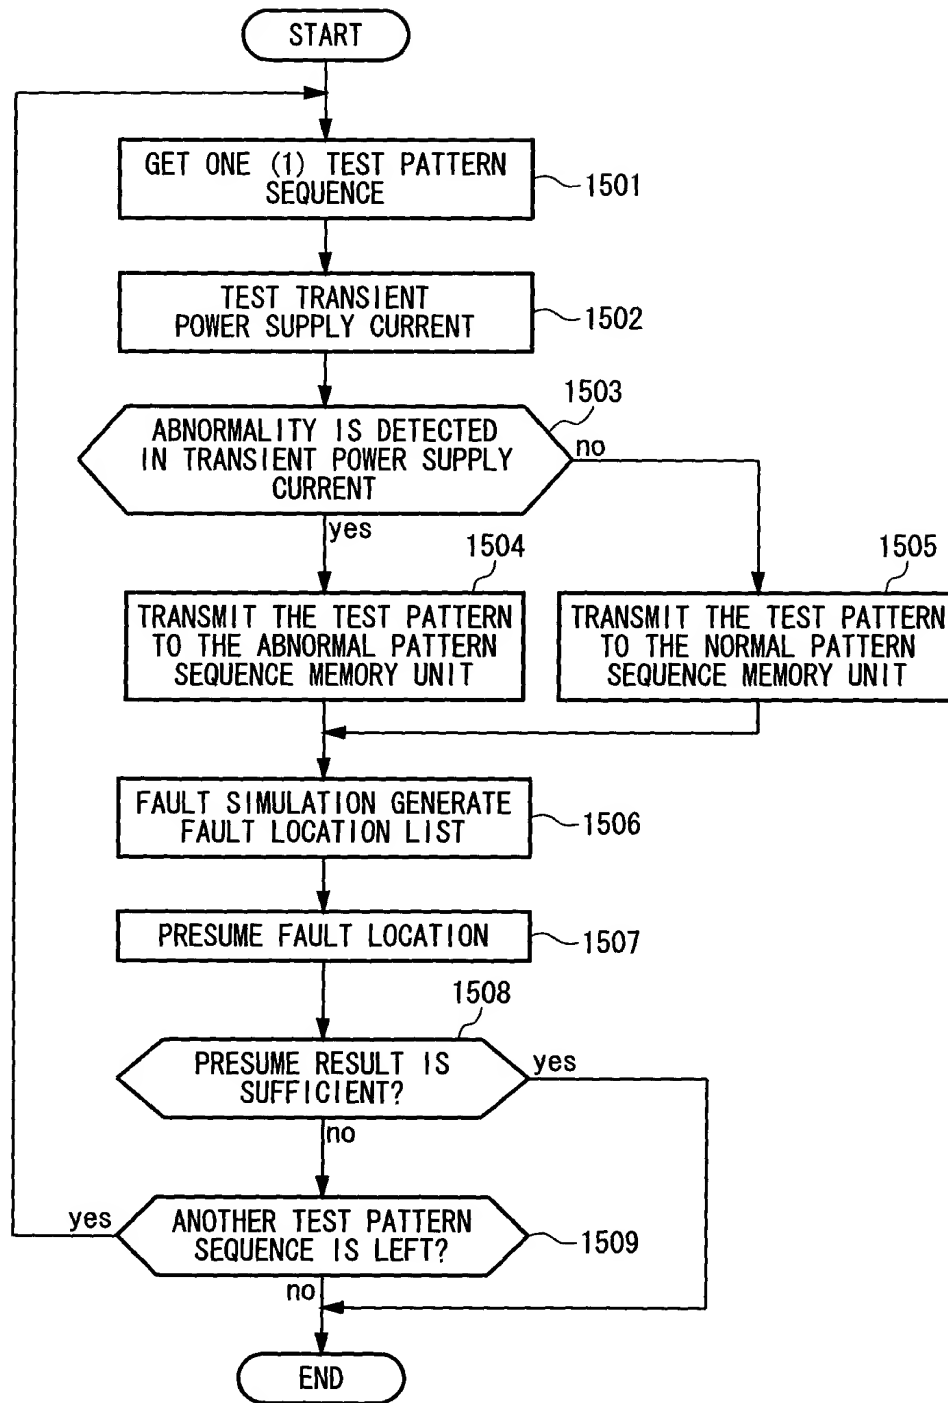 START
GET ONE (1) TEST PATTERN
SEQUENCE
1501
TEST TRANSIENT
POWER SUPPLY CURRENT
1502
1503
ABNORMALITY IS DETECTED
IN TRANSIENT POWER SUPPLY
CURRENT
no
yes
1504
1505
TRANSMIT THE TEST PATTERN
TO THE ABNORMAL PATTERN
SEQUENCE MEMORY UNIT
TRANSMIT THE TEST PATTERN
TO THE NORMAL PATTERN
SEQUENCE MEMORY UNIT
FAULT SIMULATION GENERATE
FAULT LOCATION LIST
1506
PRESUME FAULT LOCATION
1507
1508
PRESUME RESULT IS
SUFFICIENT?
yes
no
yes
ANOTHER TEST PATTERN
SEQUENCE IS LEFT?
1509
no
END